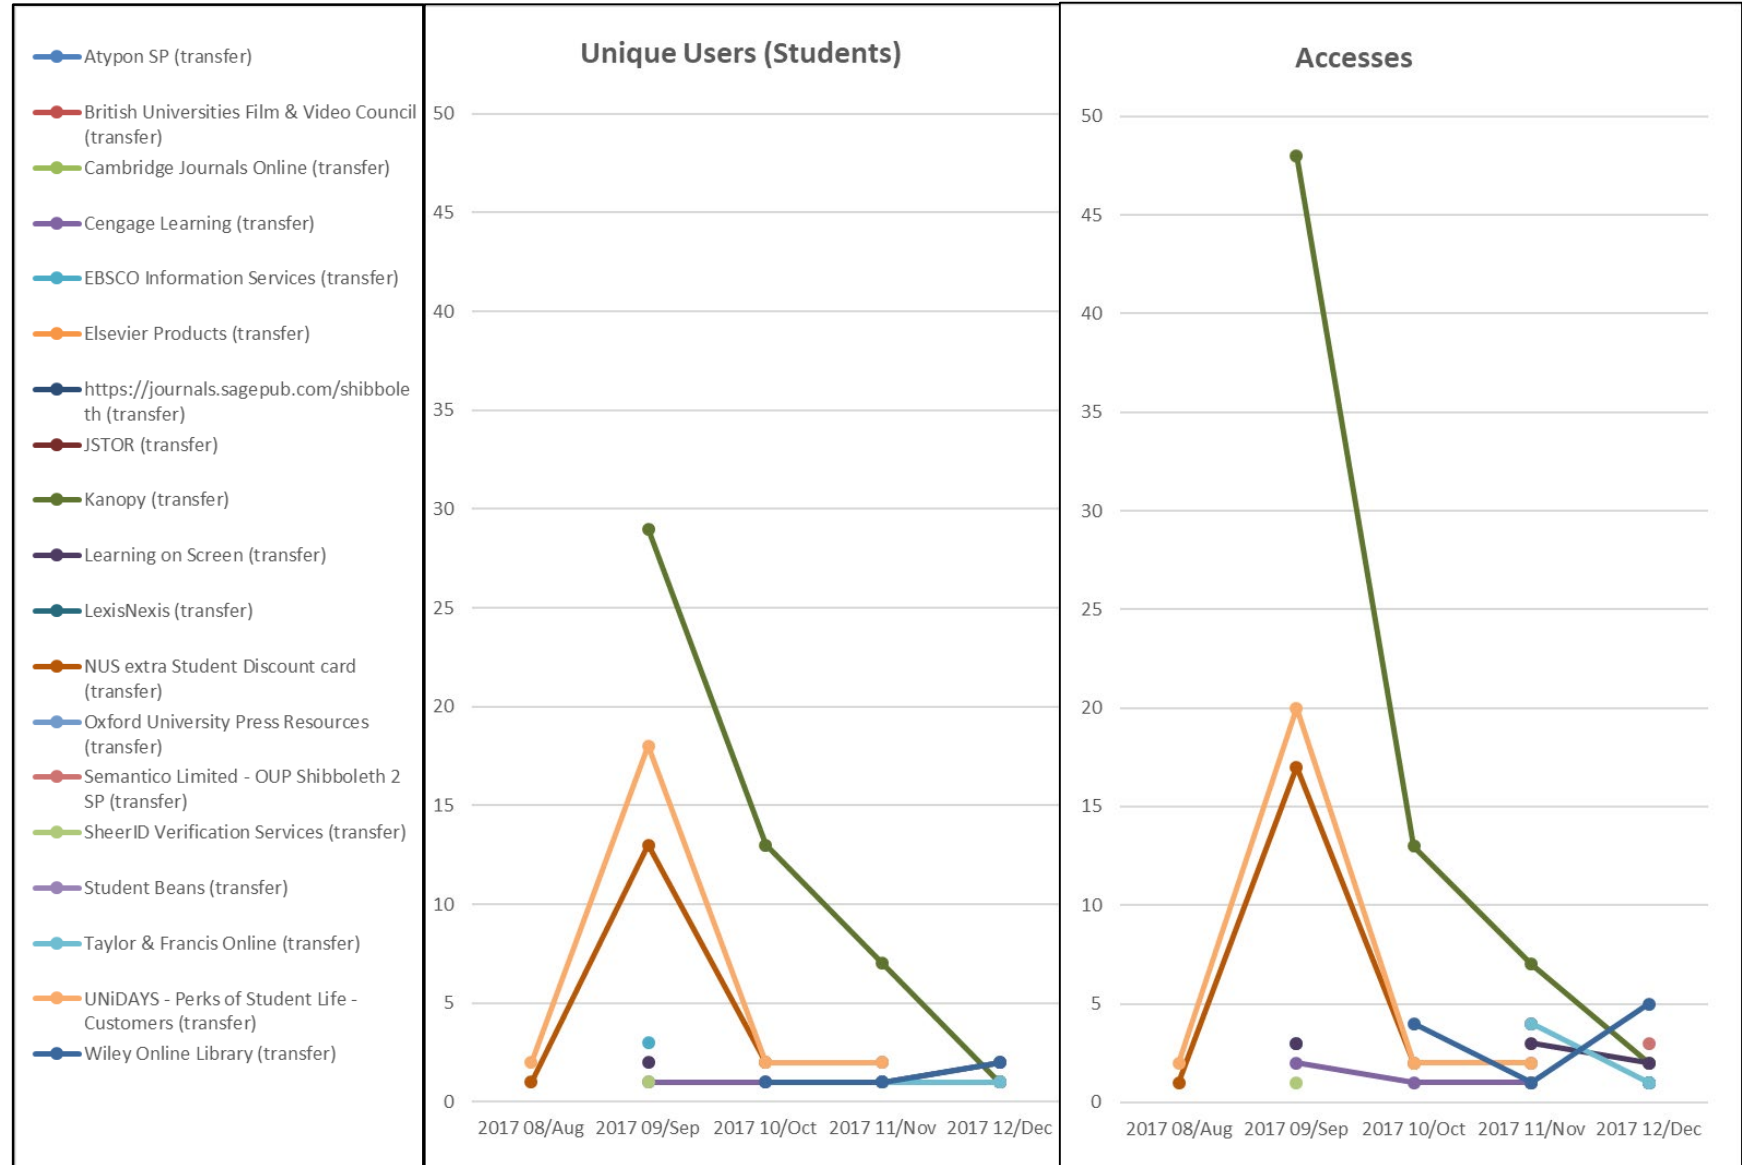 Atypon SP (transfer)
British Universities Film & Video Council
(transfer)
Cambridge Journals Online (transfer)
Cengage Learning (transfer)
EBSCO Information Services (transfer)
Elsevier Products (transfer)
https://journals.sagepub.com/shibbole
th (transfer)
JSTOR (transfer)
Kanopy (transfer)
Learning on Screen (transfer)
LexisNexis (transfer)
NUS extra Student Discount card
(transfer)
Oxford University Press Resources
(transfer)
Semantico Limited - OUP Shibboleth 2
SP (transfer)
SheerID Verification Services (transfer)
Student Beans (transfer)
Taylor & Francis Online (transfer)
UNiDAYS - Perks of Student Life -
Customers (transfer)
Wiley Online Library (transfer)
Unique Users (Students)
50
45
40
35
30
25
20
15
10
5
0
2017 08/Aug 2017 09/Sep 2017 10/Oct 2017 11/Nov 2017 12/Dec
Accesses
50
45
40
35
30
25
20
15
10
5
0
2017 08/Aug 2017 09/Sep 2017 10/Oct 2017 11/Nov 2017 12/Dec